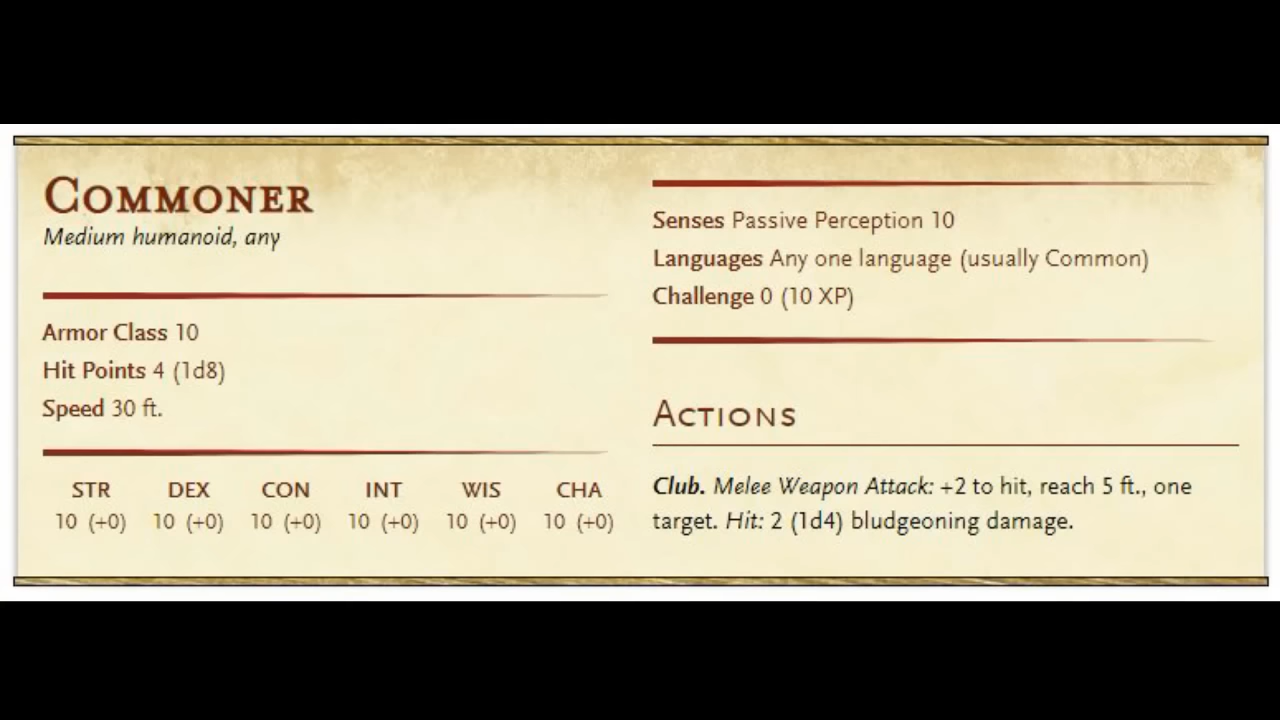 Commoner
Medium humanoid, any
Armor Class 10
Hit Points 4 (1d8)
Speed 30 ft.
STR DEX CON INT WIS CHA
10 (+0) 10 (+0) 10 (+0) 10 (+0) 10 (+0) 10 (+0)
Senses Passive Perception 10
Languages Any one language (usually Common)
Challenge 0 (10 XP)
Actions
Club. Melee Weapon Attack: +2 to hit, reach 5 ft., one
target. Hit: 2 (1d4) bludgeoning damage.